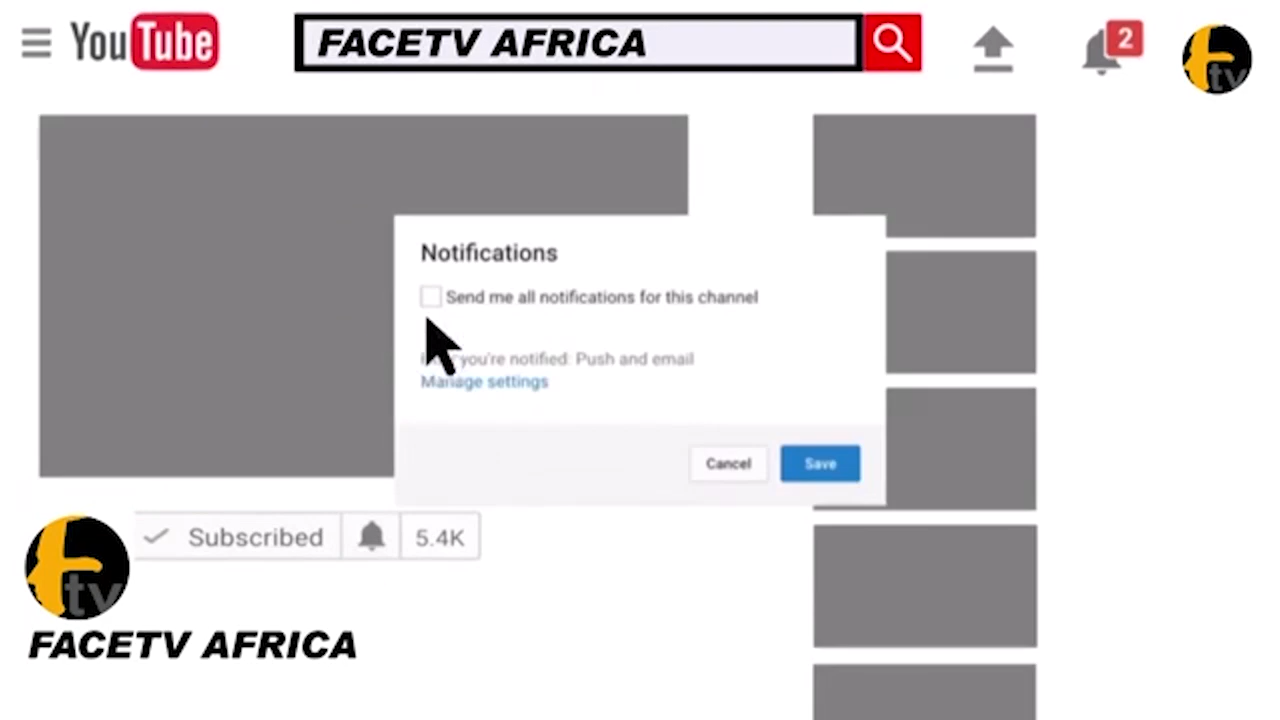 YouTube
FACETV AFRICA
2
tv
Notifications
Send me all notifications for this channel
you're notified: Push and email
Manage settings
Cancel
Save
Subscribed
5.4K
tv
FACETV AFRICA